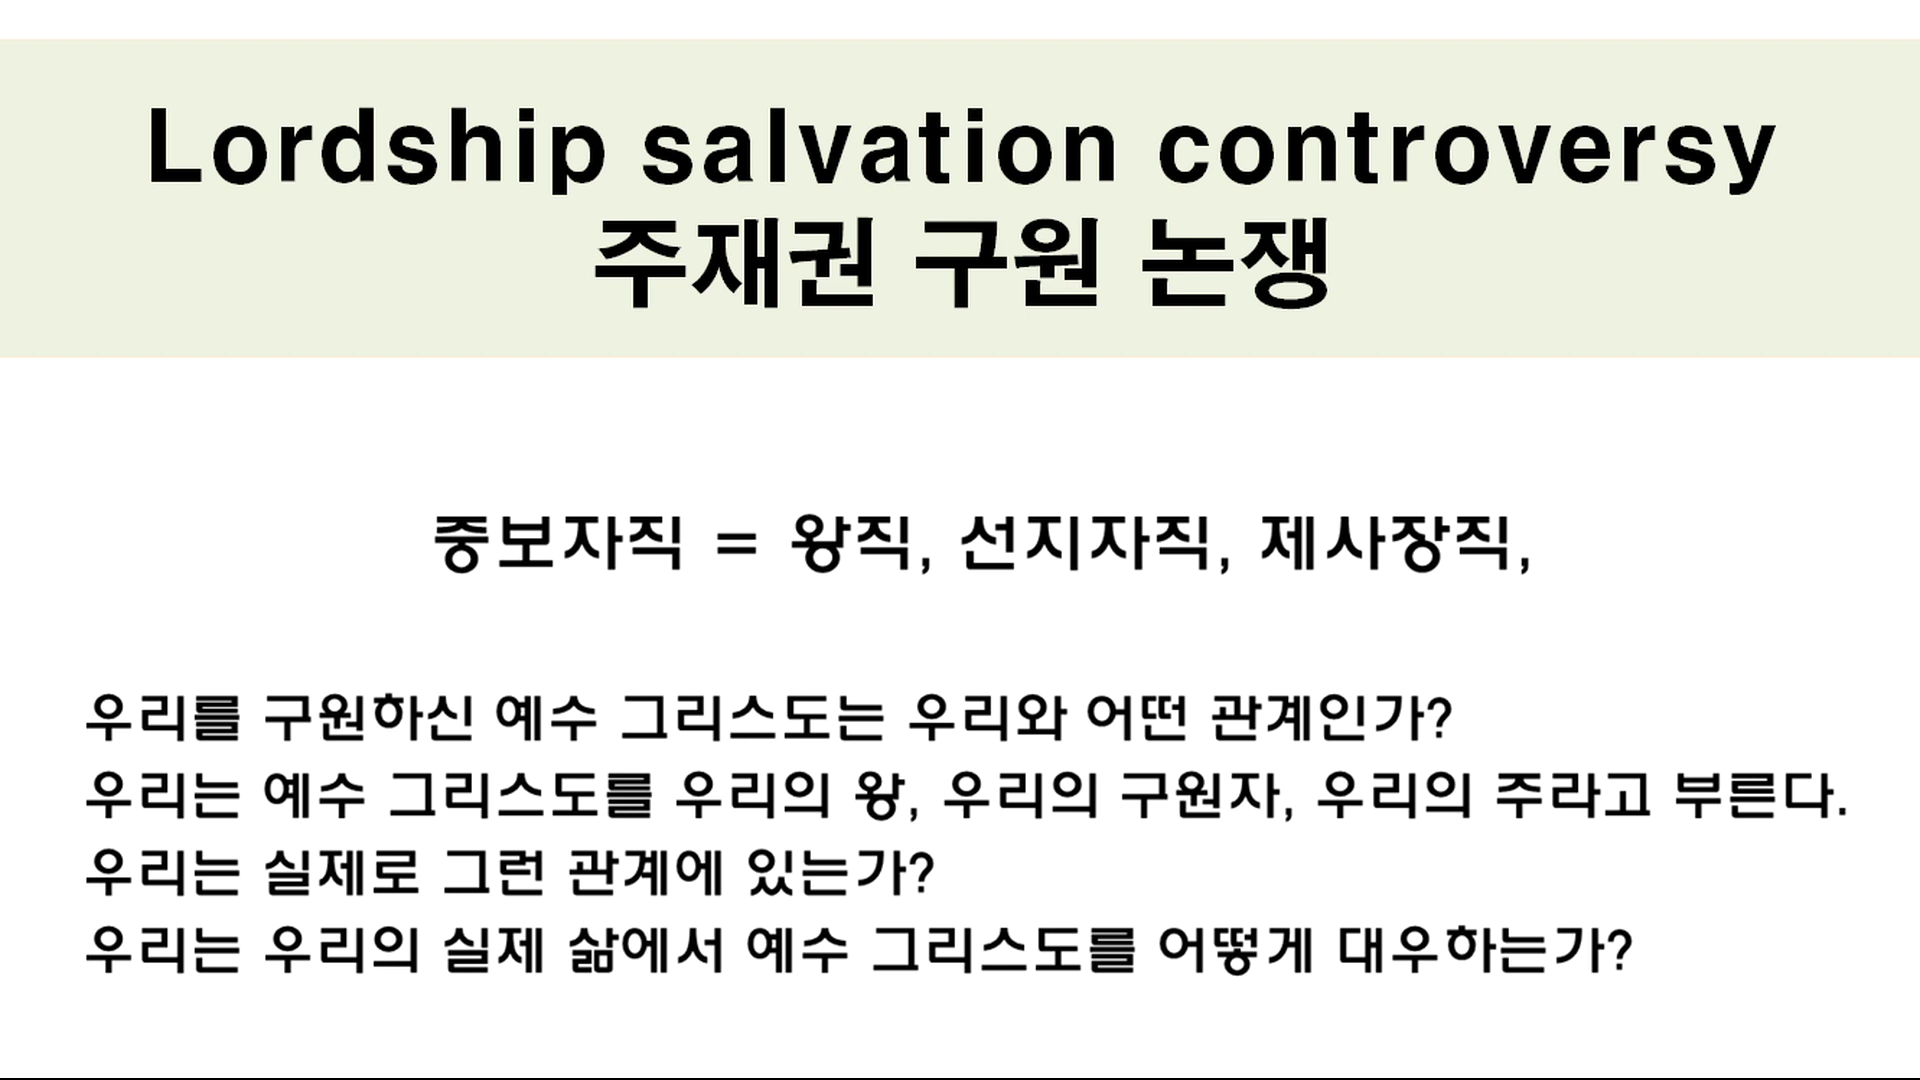 Lordship salvation controversy
주재권 구원 논쟁
중보자직 = 왕직, 선지자직, 제사장직,
우리를 구원하신 예수 그리스도는 우리와 어떤 관계인가?
우리는 예수 그리스도를 우리의 왕, 우리의 구원자, 우리의 주라고 부른다.
우리는 실제로 그런 관계에 있는가?
우리는 우리의 실제 삶에서 예수 그리스도를 어떻게 대우하는가?